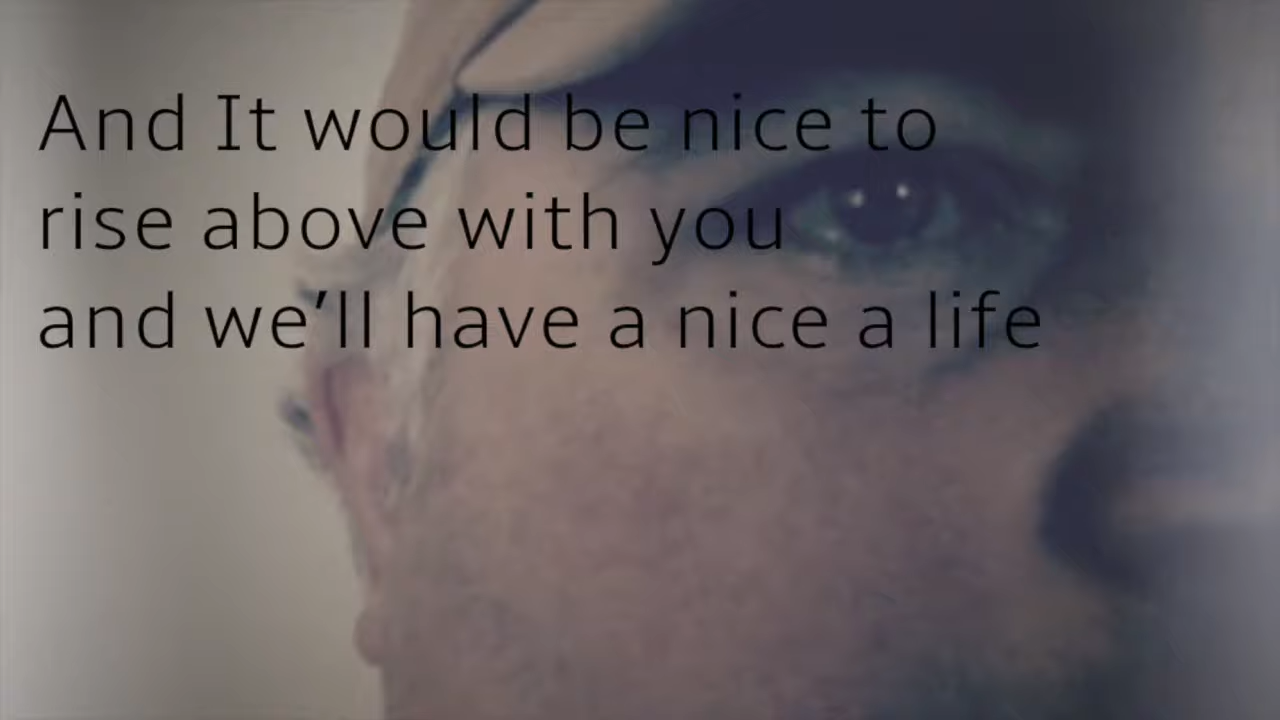 And It would be nice to
rise above with you
and we’ll have a nice a life